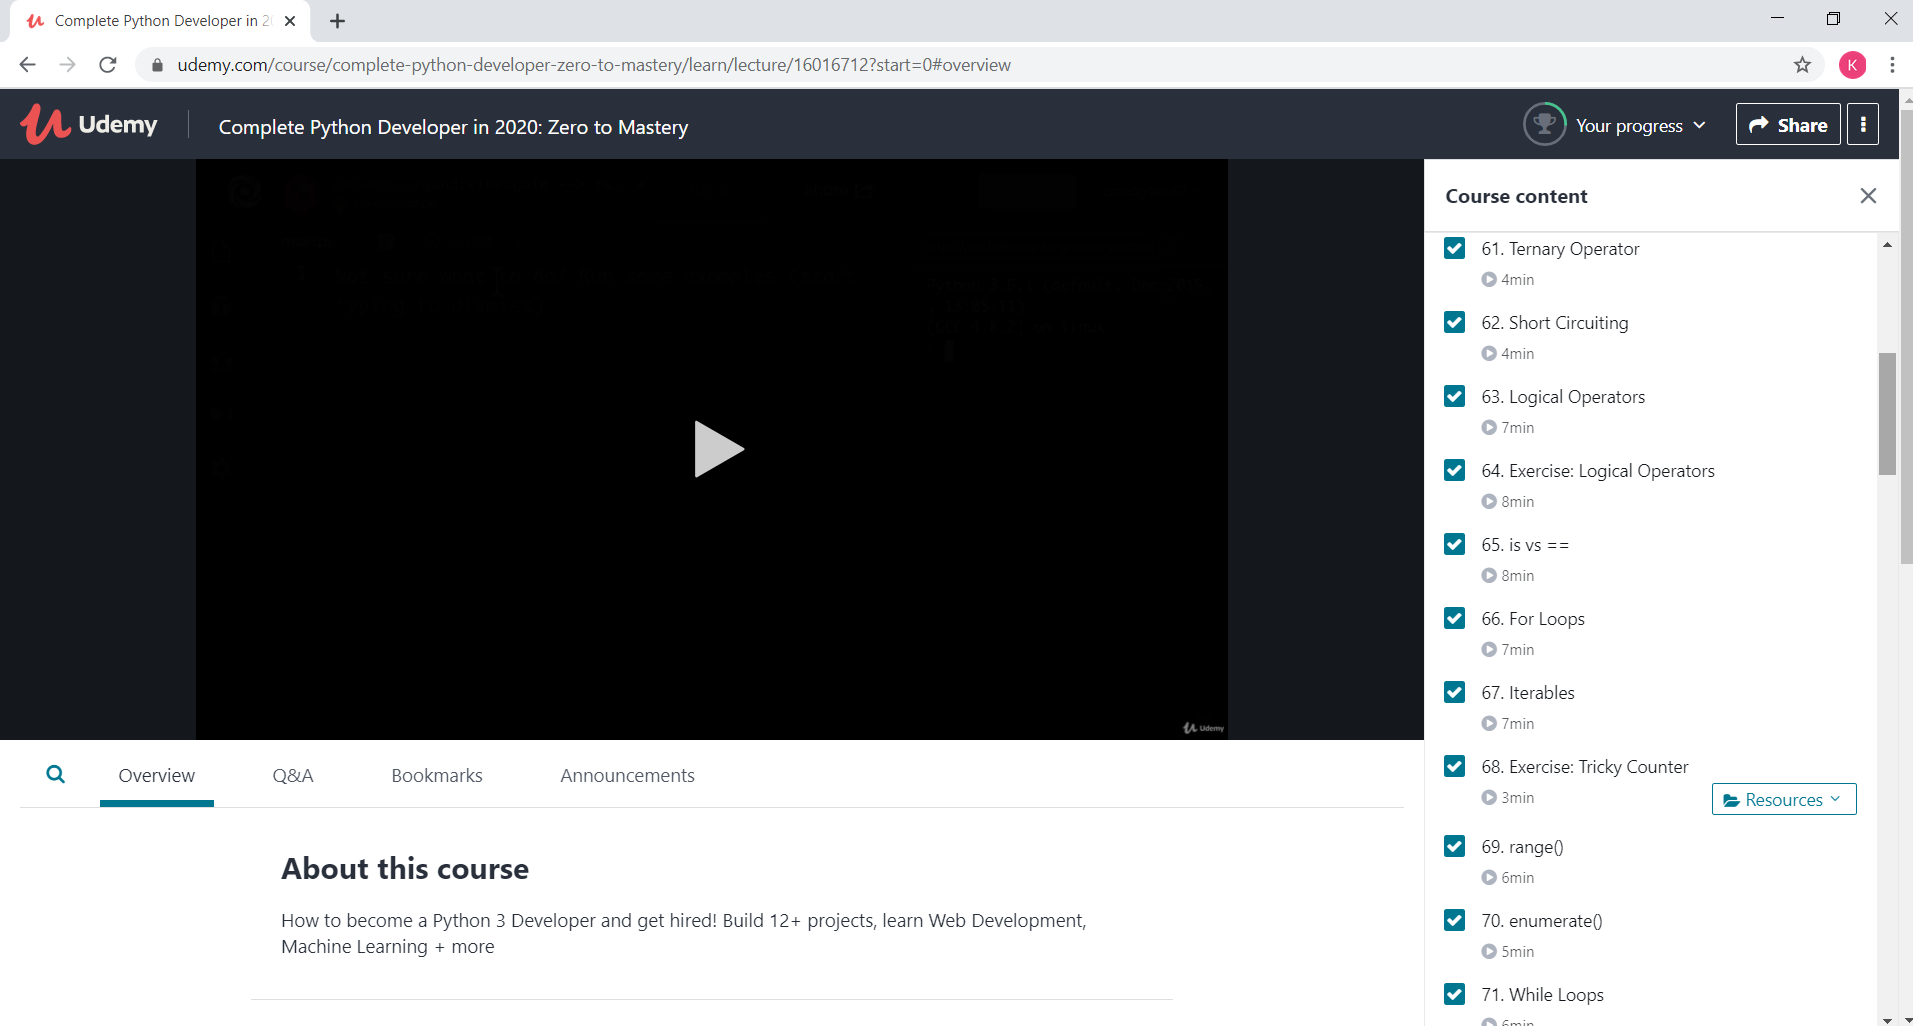 Complete Python Developer in 20
udemy.com/course/complete-python-developer-zero-to-mastery/learn/lecture/16016712?start=0#overview
K
Udemy
Complete Python Developer in 2020: Zero to Mastery
Your progress
Share
Course content
61. Ternary Operator
4min
62. Short Circuiting
4min
63. Logical Operators
7min
64. Exercise: Logical Operators
8min
65. is vs ==
8min
66. For Loops
7min
67. Iterables
7min
68. Exercise: Tricky Counter
3min
Resources
69. range()
6min
70. enumerate()
5min
71. While Loops
6min
Udemy
Overview
Q&A
Bookmarks
Announcements
About this course
How to become a Python 3 Developer and get hired! Build 12+ projects, learn Web Development,
Machine Learning + more